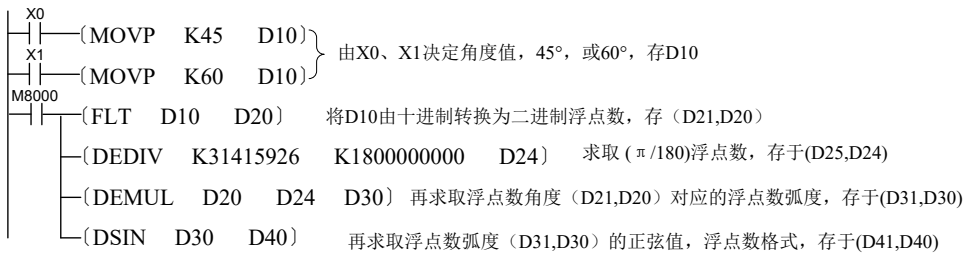 X0
〔MOVP K45 D10〕
X1
由X0、X1决定角度值，45°，或60°，存D10
〔MOVP K60 D10〕
M8000
〔FLT D10 D20〕 将D10由十进制转换为二进制浮点数，存（D21,D20）
〔DEDIV K31415926 K1800000000 D24〕 求取 (π/180)浮点数，存于(D25,D24)
〔DEMUL D20 D24 D30〕 再求取浮点数角度（D21,D20）对应的浮点数弧度，存于(D31,D30)
〔DSIN D30 D40〕 再求取浮点数弧度（D31,D30）的正弦值，浮点数格式，存于(D41,D40)